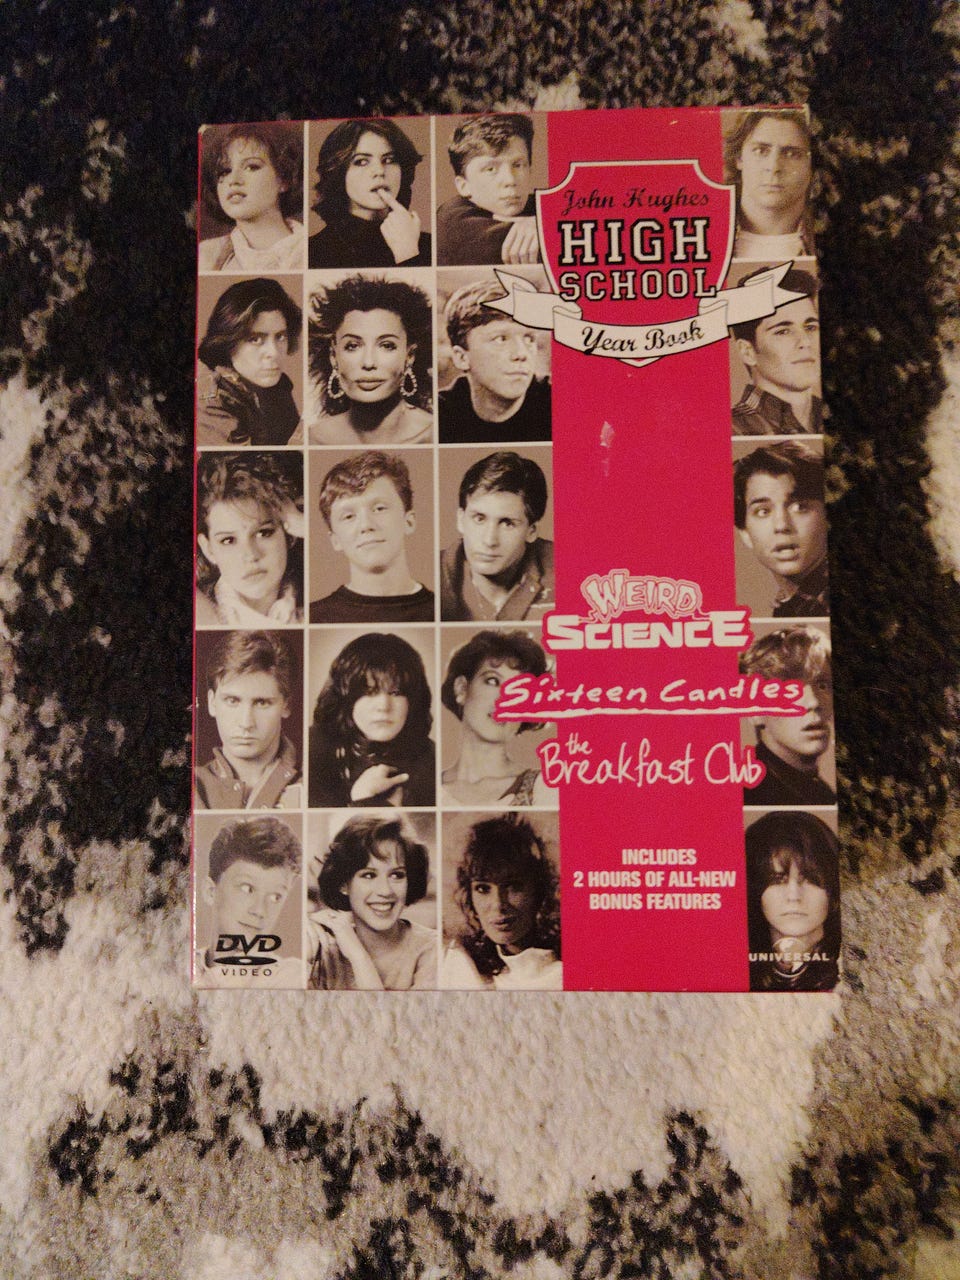 John Hughes
HIGH
SCHOOL
Year Book
WEIRD
SCIENCE
Sixteen Candles
the
Breakfast Club
INCLUDES
2 HOURS OF ALL-NEW
BONUS FEATURES
DVD
VIDEO
UNIVERSAL